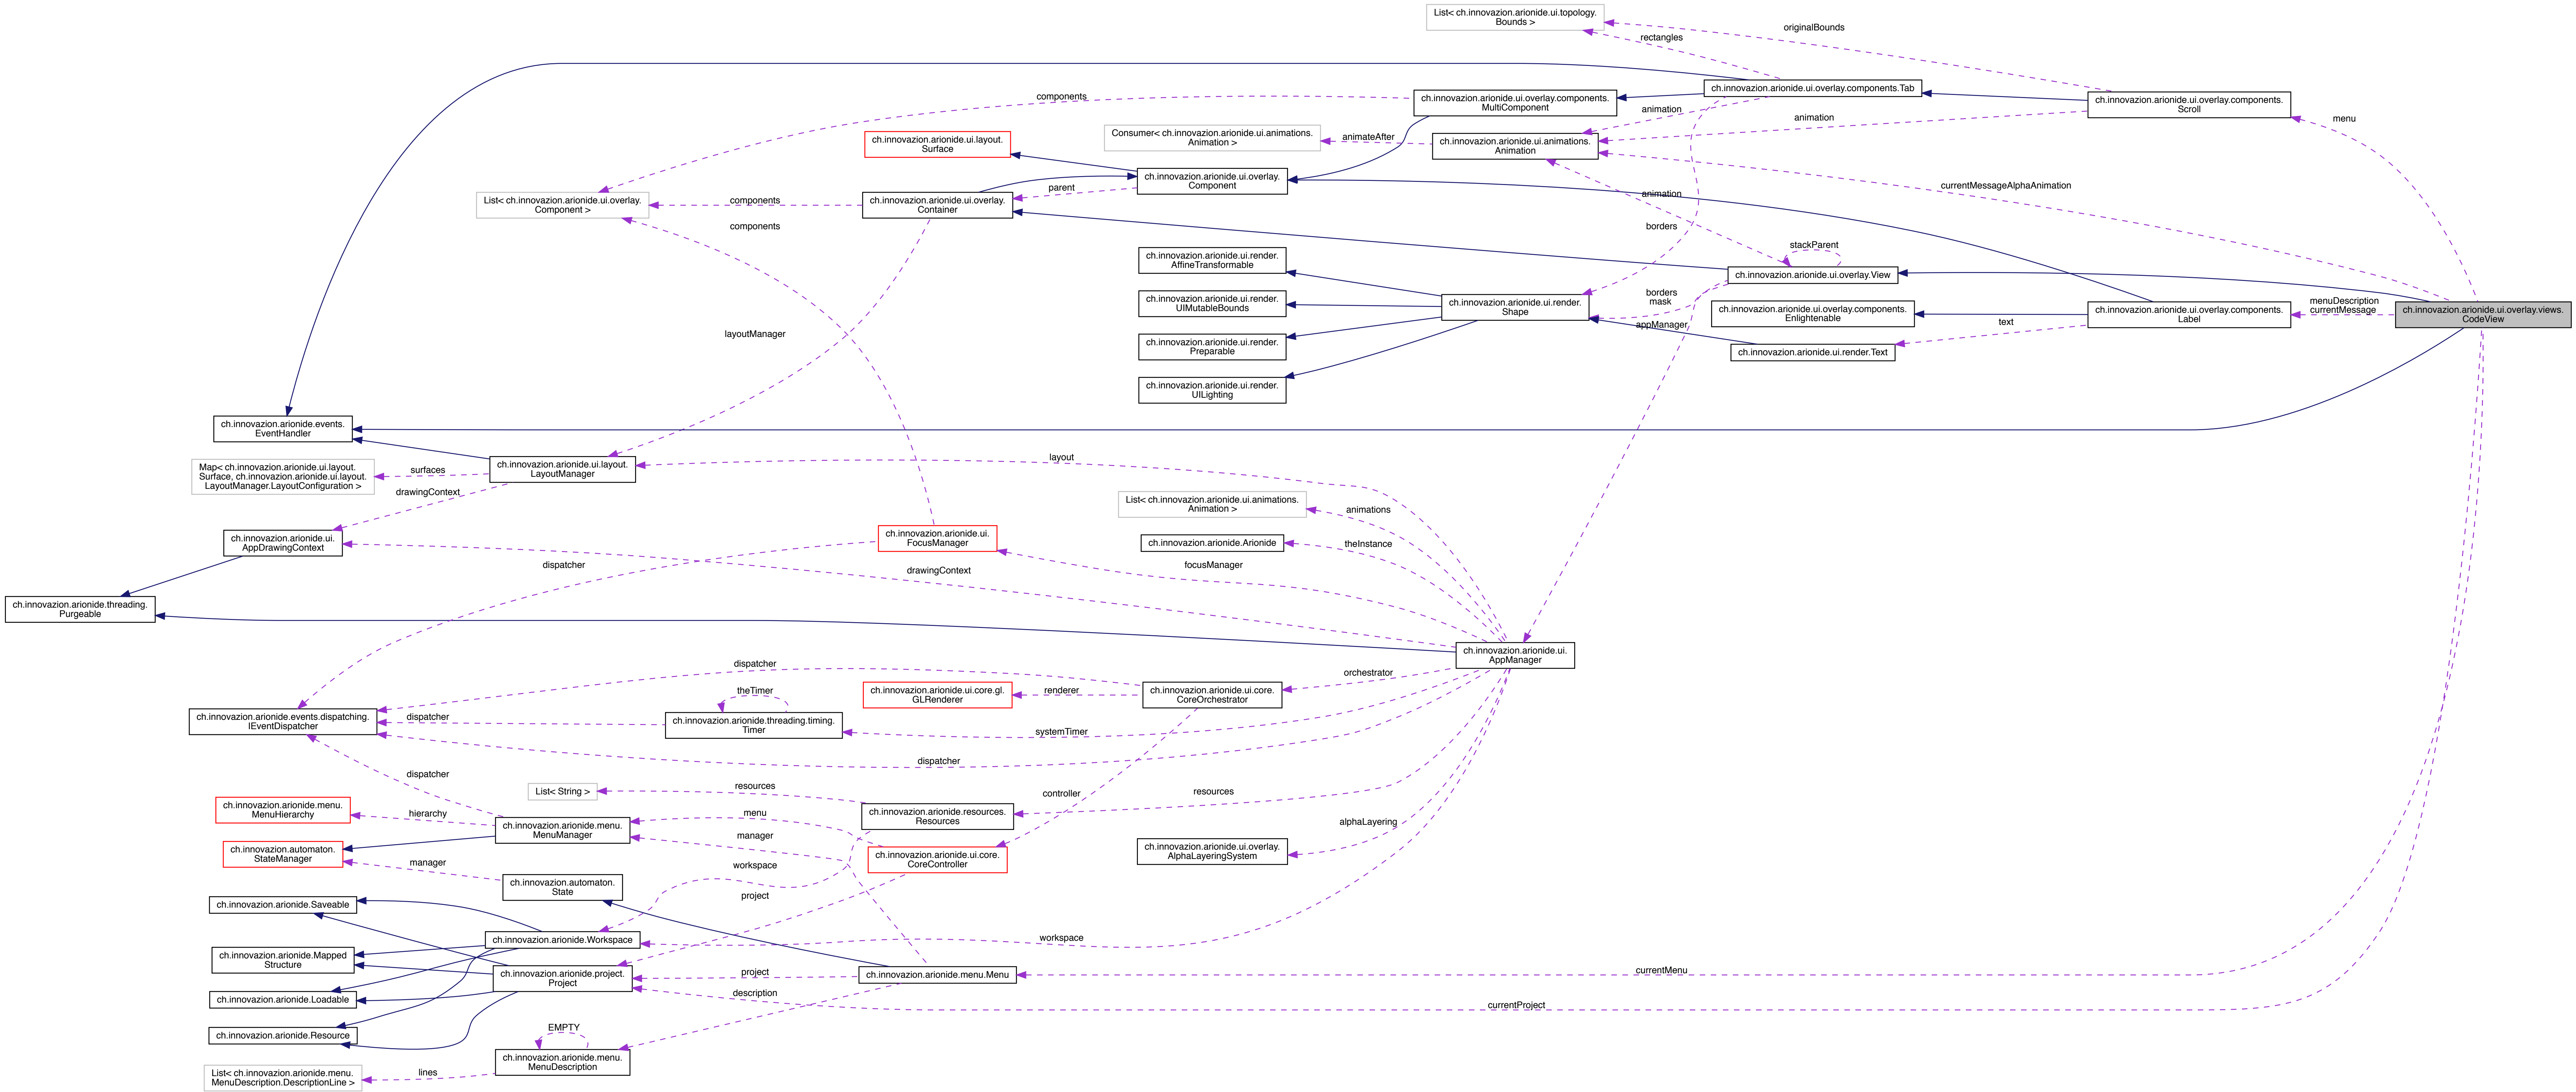 List< ch.innovazion.arionide.ui.topology.
Bounds >
originalBounds
rectangles
ch.innovazion.arionide.ui.overlay.components.Tab
components
ch.innovazion.arionide.ui.overlay.components.
MultiComponent
ch.innovazion.arionide.ui.overlay.components.
Scroll
animation
animation
menu
Consumer< ch.innovazion.arionide.ui.animations.
Animation >
animateAfter
ch.innovazion.arionide.ui.animations.
Animation
ch.innovazion.arionide.ui.layout.
Surface
ch.innovazion.arionide.ui.overlay.
Component
parent
currentMessageAlphaAnimation
animation
List< ch.innovazion.arionide.ui.overlay.
Component >
components
ch.innovazion.arionide.ui.overlay.
Container
components
borders
stackParent
ch.innovazion.arionide.ui.render.
AffineTransformable
ch.innovazion.arionide.ui.overlay.View
ch.innovazion.arionide.ui.render.
UIMutableBounds
ch.innovazion.arionide.ui.render.
Shape
borders
mask
ch.innovazion.arionide.ui.overlay.components.
Enlightenable
ch.innovazion.arionide.ui.overlay.components.
Label
menuDescription
currentMessage
ch.innovazion.arionide.ui.overlay.views.
CodeView
appManager
text
layoutManager
ch.innovazion.arionide.ui.render.
Preparable
ch.innovazion.arionide.ui.render.Text
ch.innovazion.arionide.ui.render.
UILighting
ch.innovazion.arionide.events.
EventHandler
layout
Map< ch.innovazion.arionide.ui.layout.
Surface, ch.innovazion.arionide.ui.layout.
LayoutManager.LayoutConfiguration >
surfaces
ch.innovazion.arionide.ui.layout.
LayoutManager
drawingContext
List< ch.innovazion.arionide.ui.animations.
Animation >
animations
ch.innovazion.arionide.ui.
AppDrawingContext
ch.innovazion.arionide.ui.
FocusManager
ch.innovazion.arionide.Arionide
theInstance
dispatcher
drawingContext
focusManager
ch.innovazion.arionide.threading.
Purgeable
ch.innovazion.arionide.ui.
AppManager
dispatcher
orchestrator
theTimer
ch.innovazion.arionide.ui.core.gl.
GLRenderer
renderer
ch.innovazion.arionide.ui.core.
CoreOrchestrator
ch.innovazion.arionide.events.dispatching.
IEventDispatcher
dispatcher
ch.innovazion.arionide.threading.timing.
Timer
systemTimer
dispatcher
dispatcher
List< String >
resources
controller
resources
ch.innovazion.arionide.menu.
MenuHierarchy
hierarchy
menu
ch.innovazion.arionide.resources.
Resources
ch.innovazion.arionide.menu.
MenuManager
manager
alphaLayering
ch.innovazion.automaton.
StateManager
manager
workspace
ch.innovazion.arionide.ui.core.
CoreController
ch.innovazion.arionide.ui.overlay.
AlphaLayeringSystem
ch.innovazion.automaton.
State
project
ch.innovazion.arionide.Saveable
ch.innovazion.arionide.Workspace
workspace
ch.innovazion.arionide.Mapped
Structure
ch.innovazion.arionide.project.
Project
project
ch.innovazion.arionide.menu.Menu
currentMenu
description
ch.innovazion.arionide.Loadable
currentProject
ch.innovazion.arionide.Resource
EMPTY
ch.innovazion.arionide.menu.
MenuDescription
List< ch.innovazion.arionide.menu.
MenuDescription.DescriptionLine >
lines